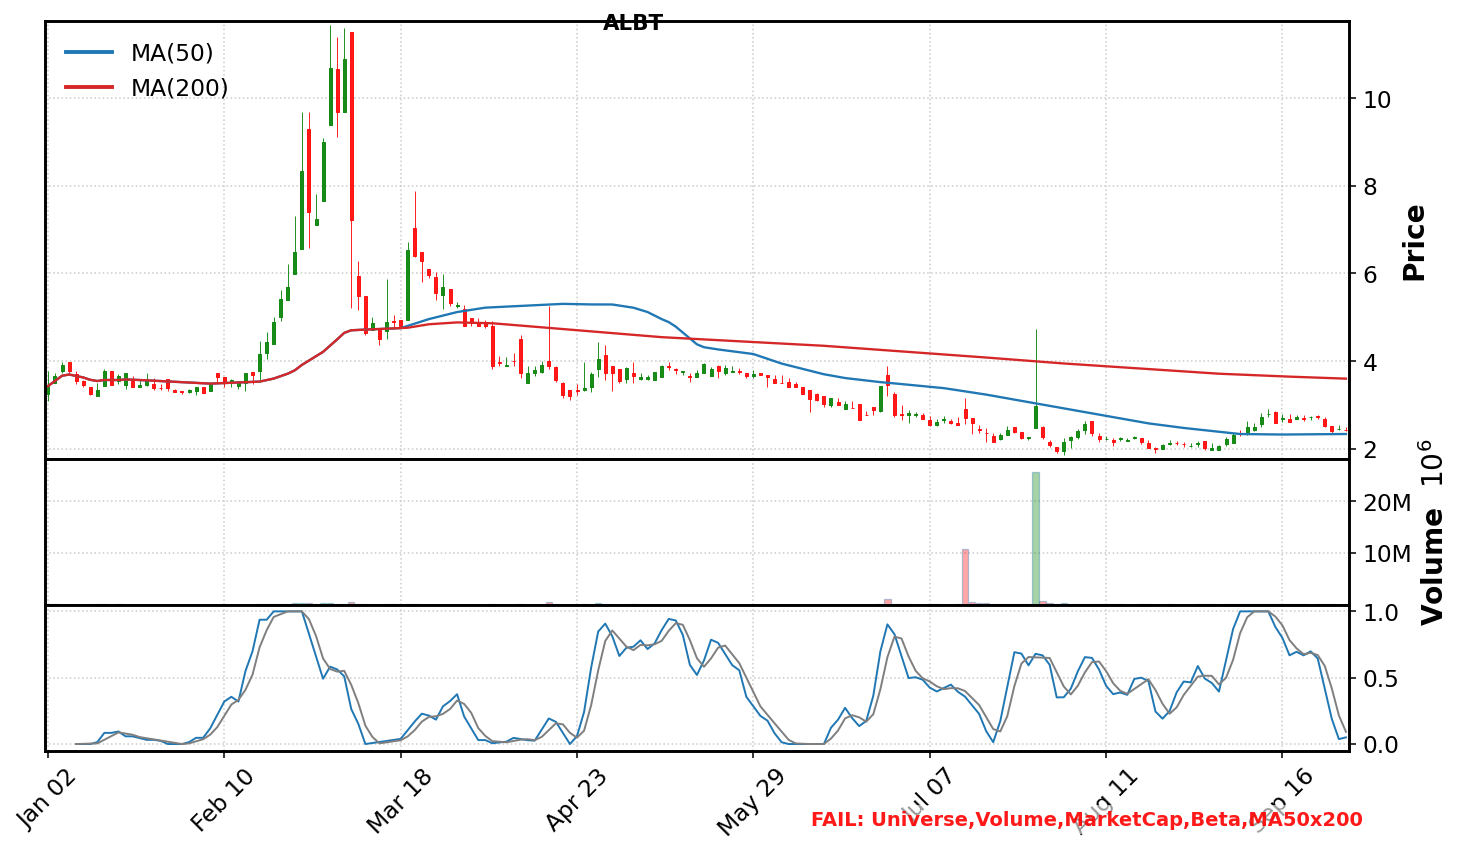 ALBT
MA(50)
MA(200)
10
8
6
4
2
Price
20M
10M
Volume 10^6
1.0
0.5
0.0
Jan 02
Feb 10
Mar 18
Apr 23
May 29
Jul 07
Aug 11
Sep 16
FAIL: Universe,Volume,MarketCap,Beta,MA50x200